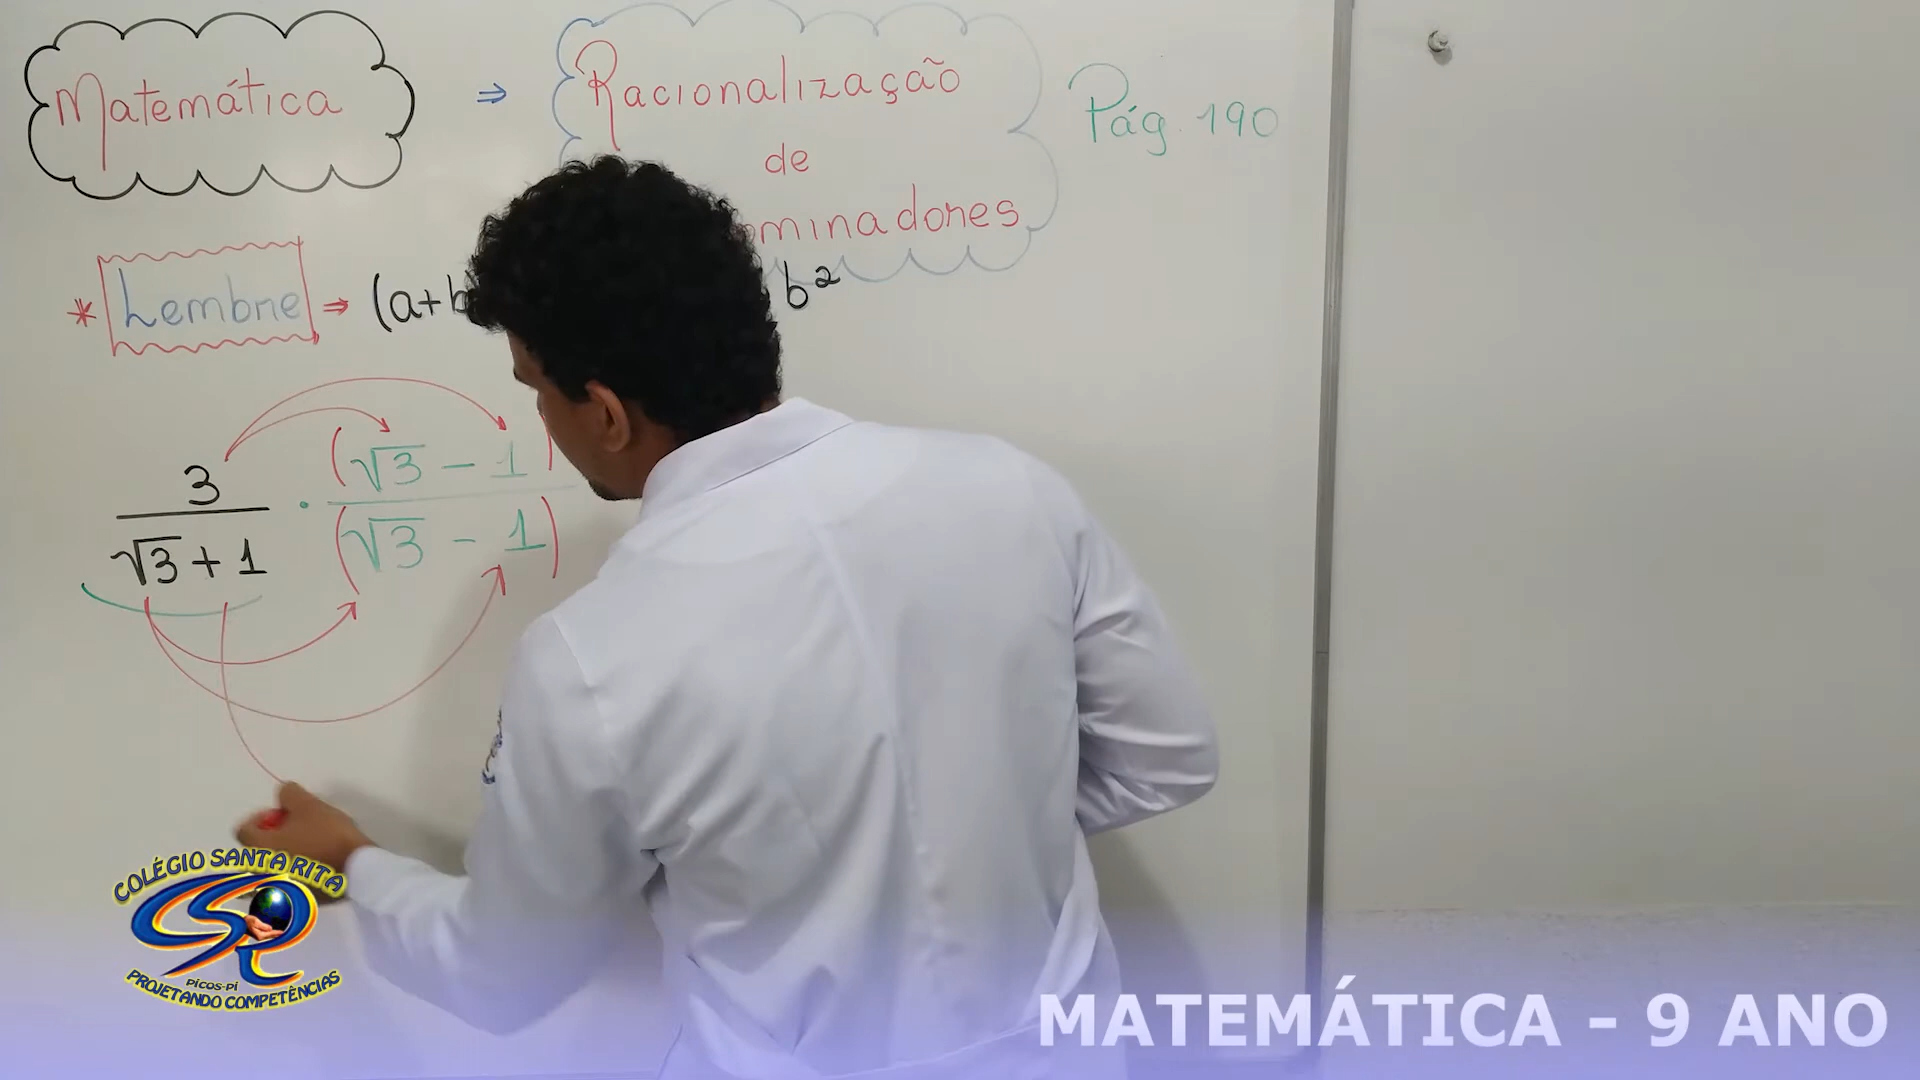 Matemática ⇒ Racionalização
de
ominadores
Pág. 190
* Lembre ⇒ (a+b b²
3 / √3 + 1 · (√3 - 1) / (√3 - 1)
COLÉGIO SANTA RITA
PICOS-PI
PROJETANDO COMPETÊNCIAS
MATEMÁTICA - 9 ANO